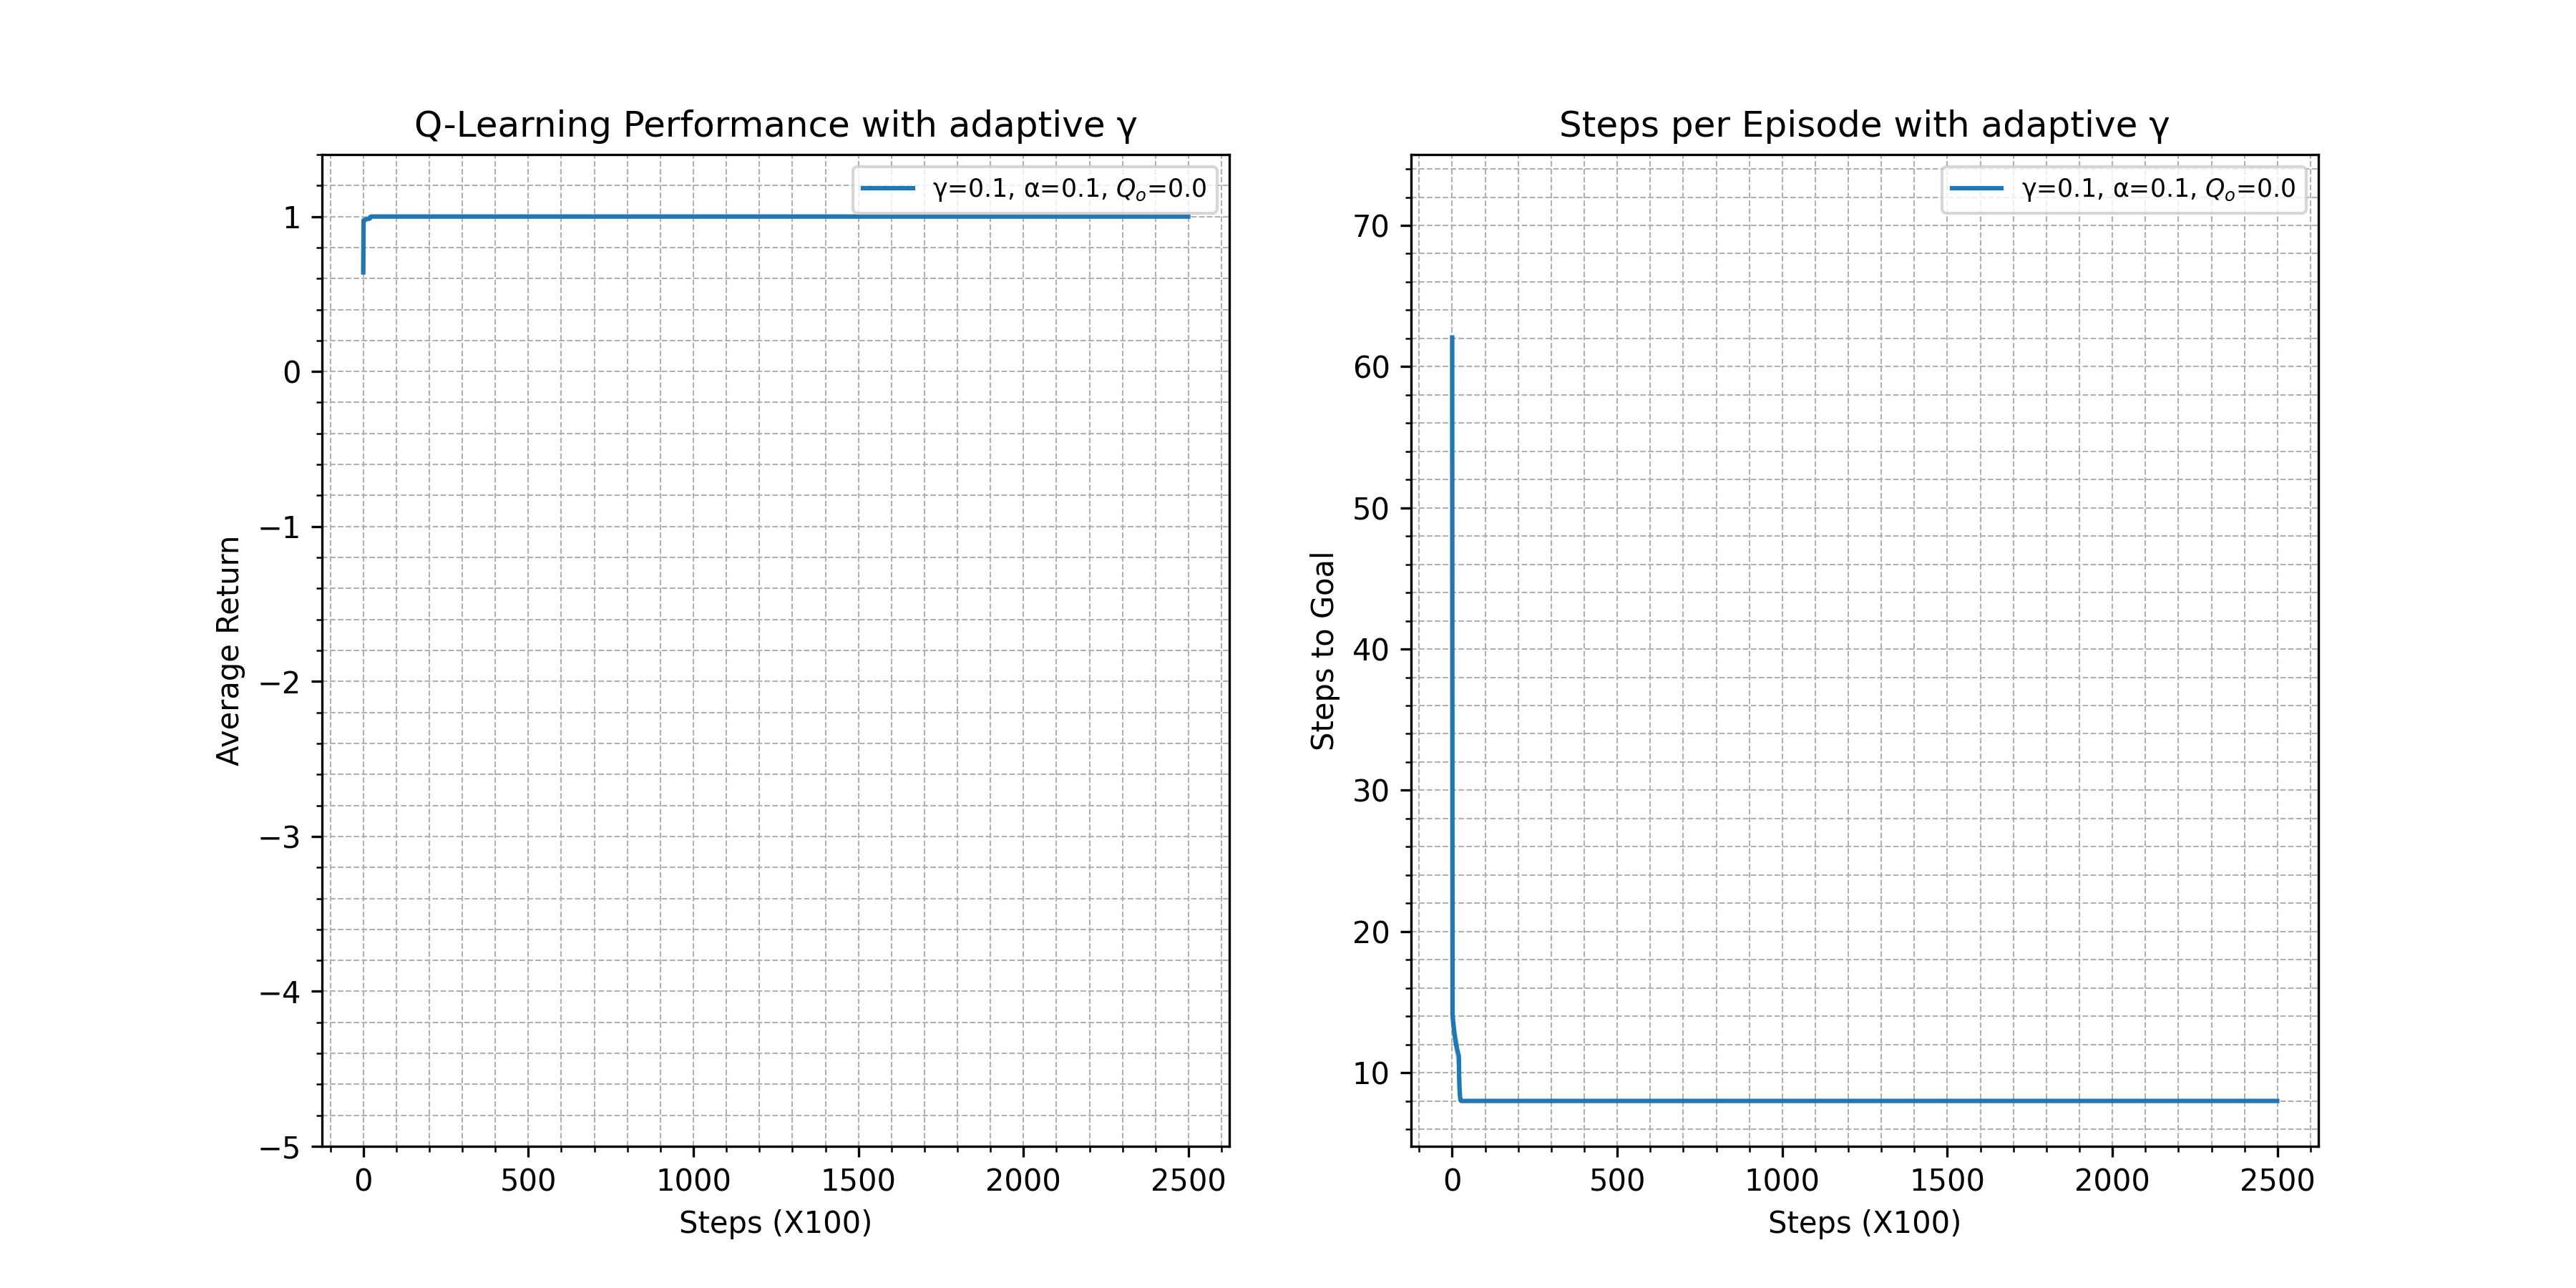 Q-Learning Performance with adaptive γ
γ=0.1, α=0.1, Qₒ=0.0
1
0
−1
−2
−3
−4
−5
Average Return
0 500 1000 1500 2000 2500
Steps (X100)
Steps per Episode with adaptive γ
γ=0.1, α=0.1, Qₒ=0.0
70
60
50
40
30
20
10
Steps to Goal
0 500 1000 1500 2000 2500
Steps (X100)